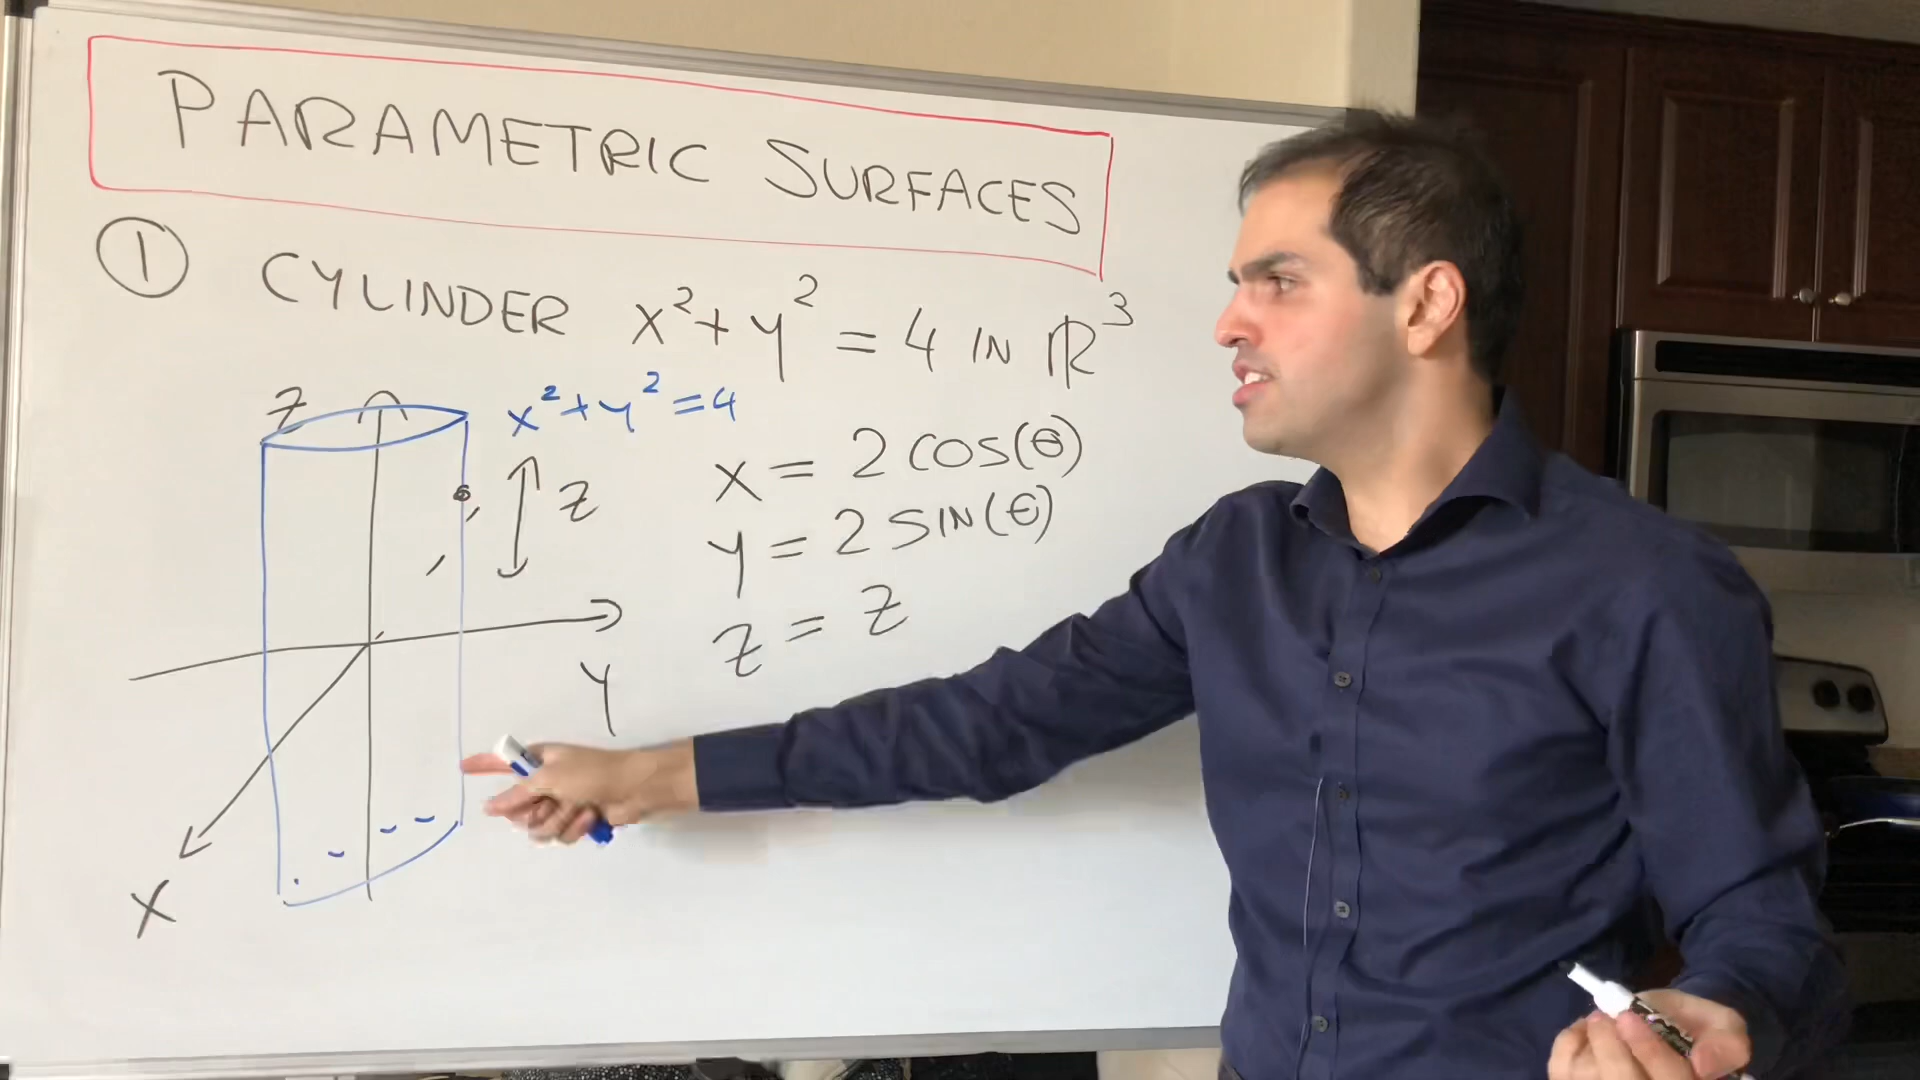 PARAMETRIC SURFACES
① CYLINDER x²+y² = 4 IN ℝ³
Z
x²+y²=4
z
x = 2 cos(θ)
y = 2 sin(θ)
z = z
Y
X